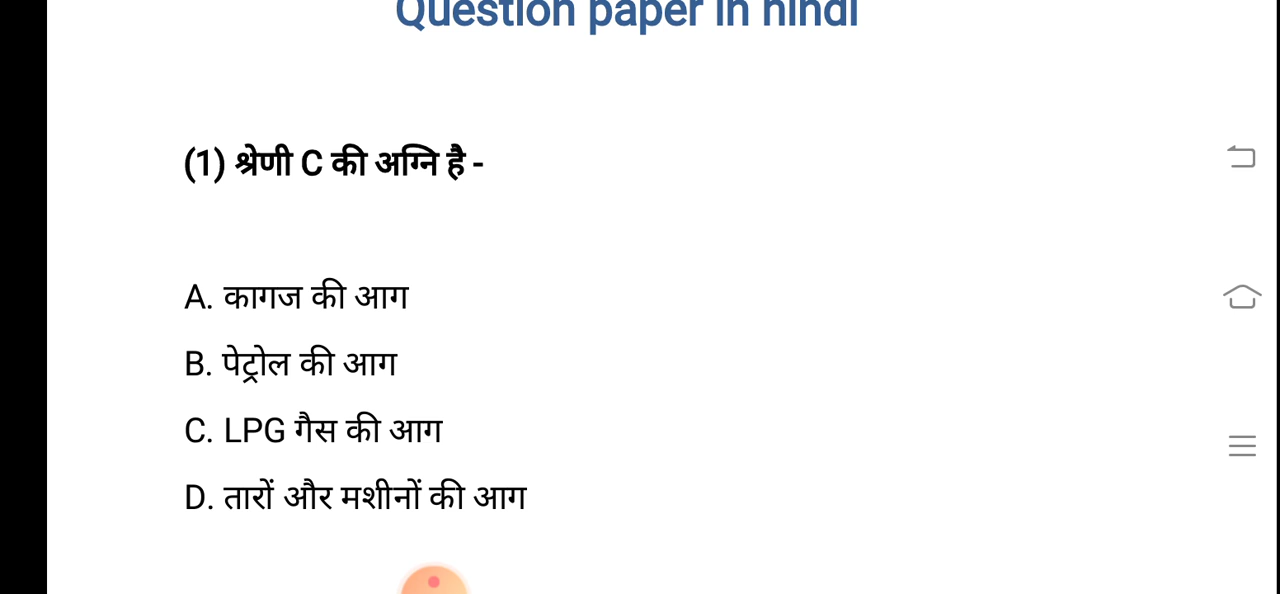 Question paper in hindi
(1) श्रेणी C की अग्नि है -
A. कागज की आग
B. पेट्रोल की आग
C. LPG गैस की आग
D. तारों और मशीनों की आग